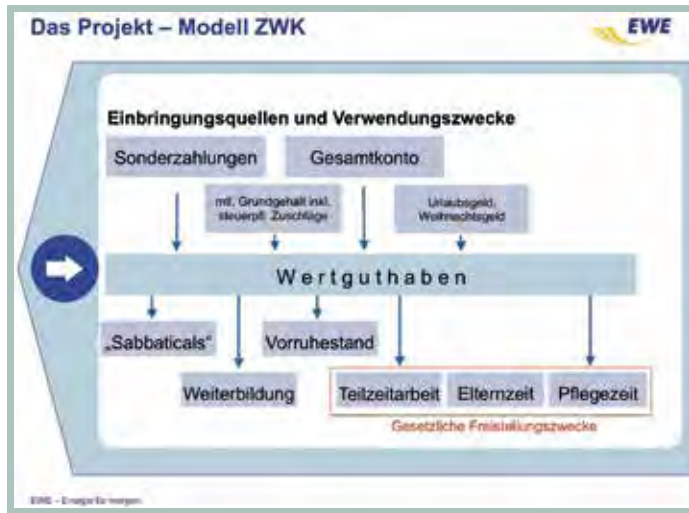 Das Projekt – Modell ZWK
EWE
Einbringungsquellen und Verwendungszwecke
Sonderzahlungen
Gesamtkonto
mtl. Grundgehalt inkl.
steuerpfl. Zuschläge
Urlaubsgeld,
Weihnachtsgeld
Wertguthaben
„Sabbaticals“
Vorruhestand
Weiterbildung
Teilzeitarbeit
Elternzeit
Pflegezeit
Gesetzliche Freistellungszwecke
EWE – Energie für morgen